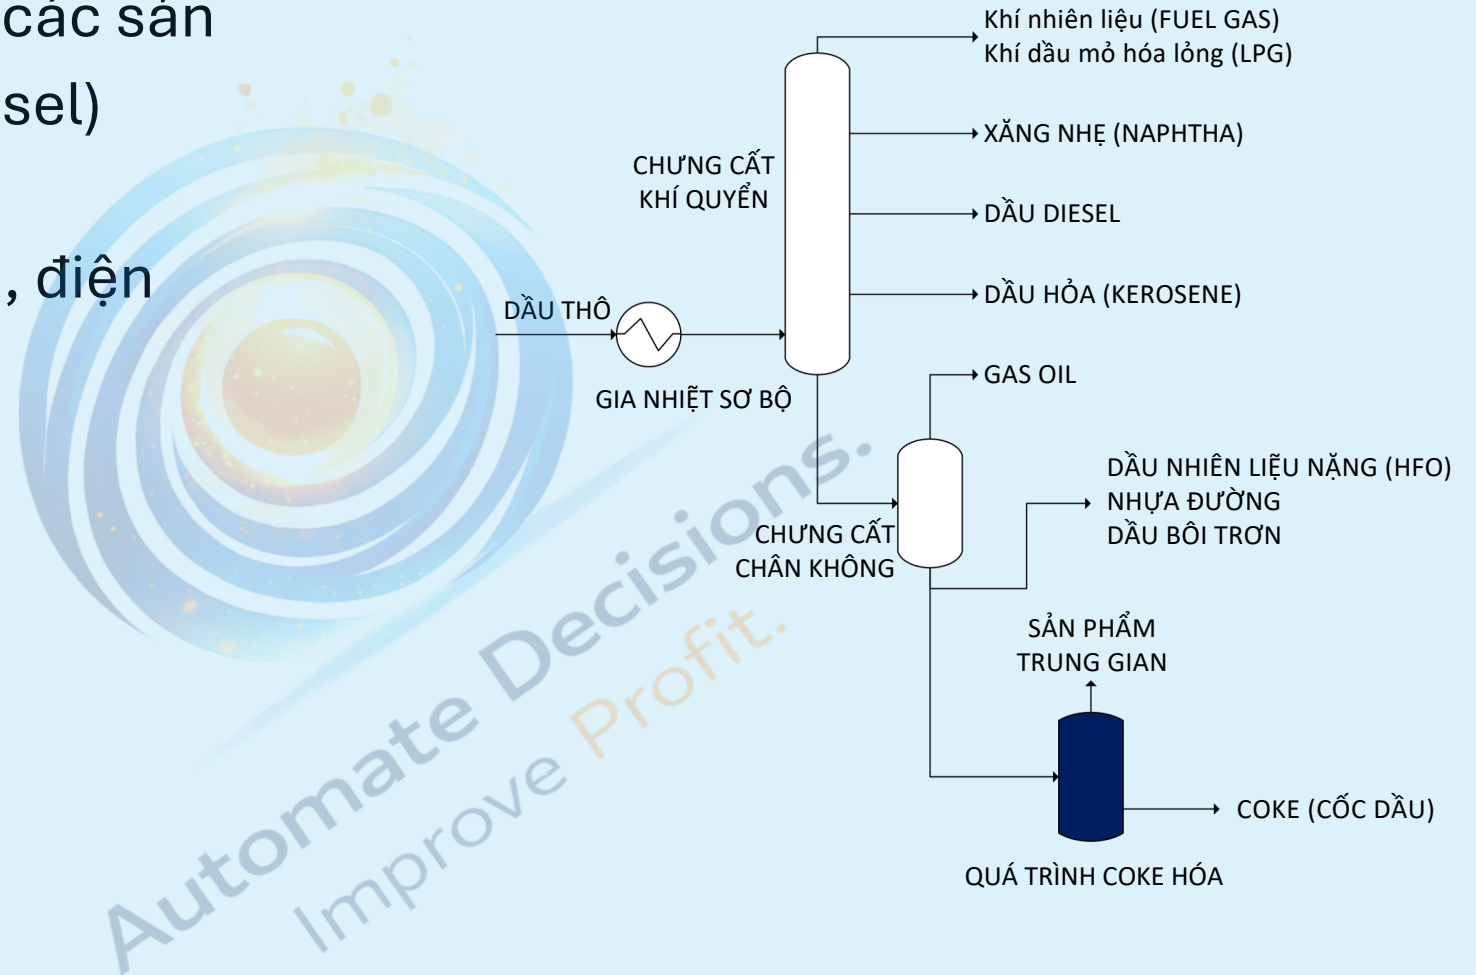 các sản
sel)
, điện
Khí nhiên liệu (FUEL GAS)
Khí dầu mỏ hóa lỏng (LPG)
XĂNG NHẸ (NAPHTHA)
CHƯNG CẤT
KHÍ QUYỂN
DẦU DIESEL
DẦU HỎA (KEROSENE)
DẦU THÔ
GIA NHIỆT SƠ BỘ
GAS OIL
DẦU NHIÊN LIỆU NẶNG (HFO)
NHỰA ĐƯỜNG
DẦU BÔI TRƠN
CHƯNG CẤT
CHÂN KHÔNG
SẢN PHẨM
TRUNG GIAN
COKE (CỐC DẦU)
QUÁ TRÌNH COKE HÓA
Automate Decisions.
Improve Profit.